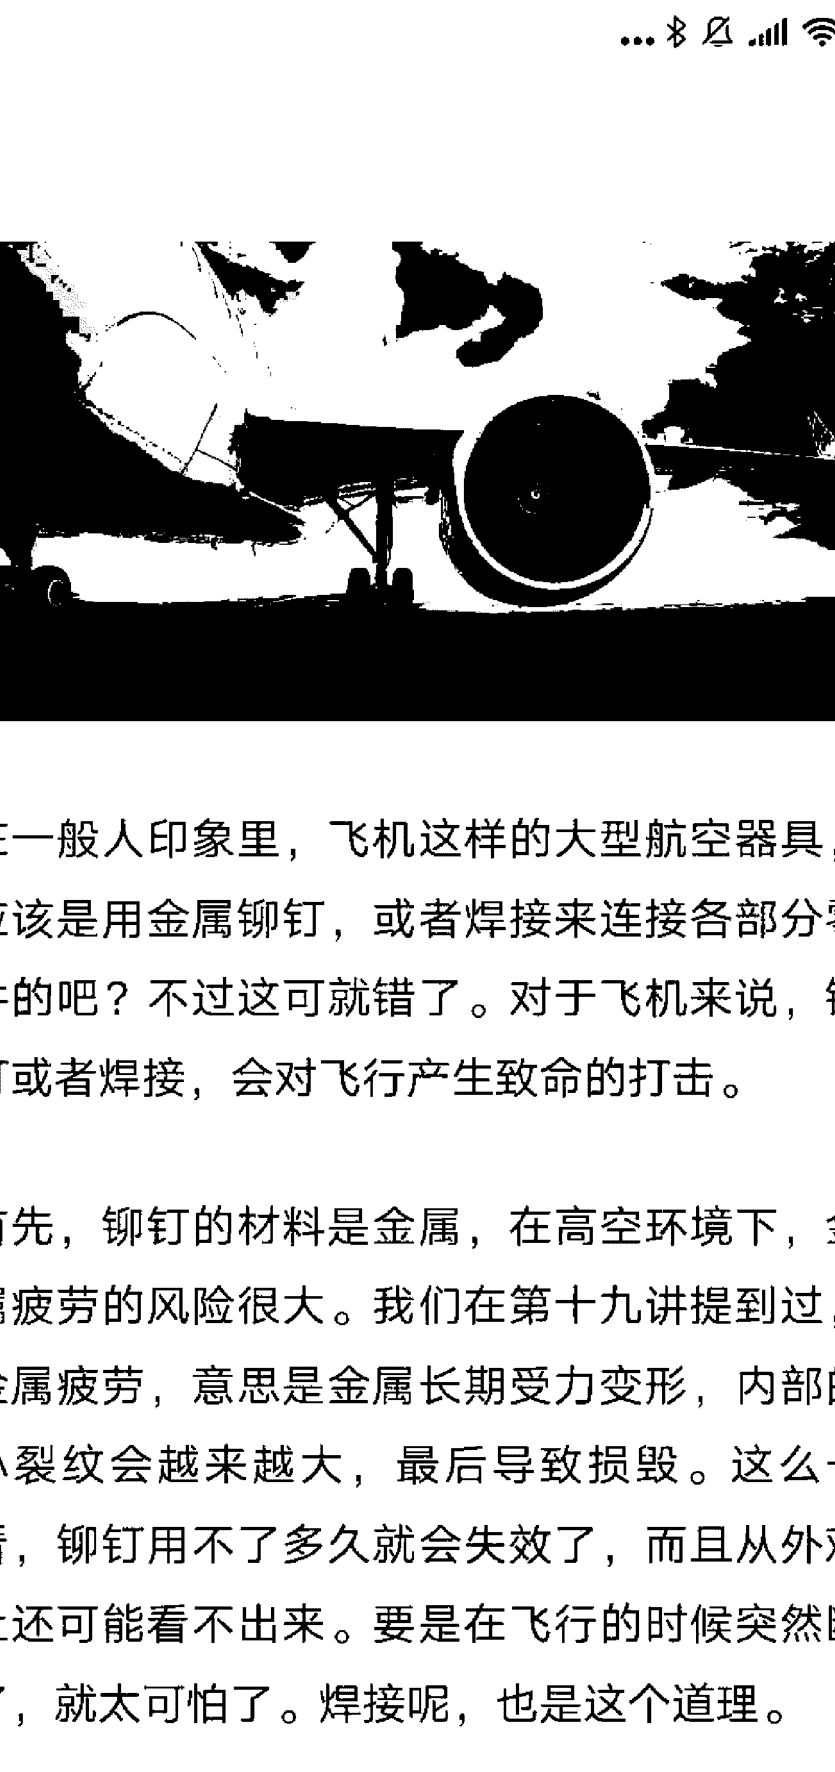 一般人印象里，飞机这样的大型航空器具，
该是用金属铆钉，或者焊接来连接各部分
的吧？不过这可就错了。对于飞机来说，
或者焊接，会对飞行产生致命的打击。
先，铆钉的材料是金属，在高空环境下，
疲劳的风险很大。我们在第十九讲提到过，
属疲劳，意思是金属长期受力变形，内部
裂纹会越来越大，最后导致损毁。这么
，铆钉用不了多久就会失效了，而且从外
还可能看不出来。要是在飞行的时候突然
，就太可怕了。焊接呢，也是这个道理。